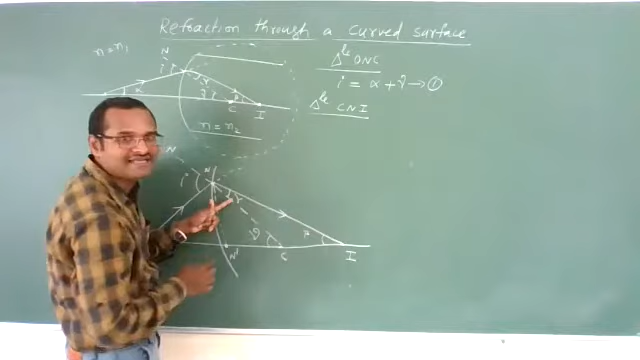 Refraction through a curved surface
n = n₁
N
i
r
α
γ
β
C
I
n = n₂
Δle ONC
i = α + γ → ①
Δle CNI
N
i
N
r
γ
β
N'
C
I